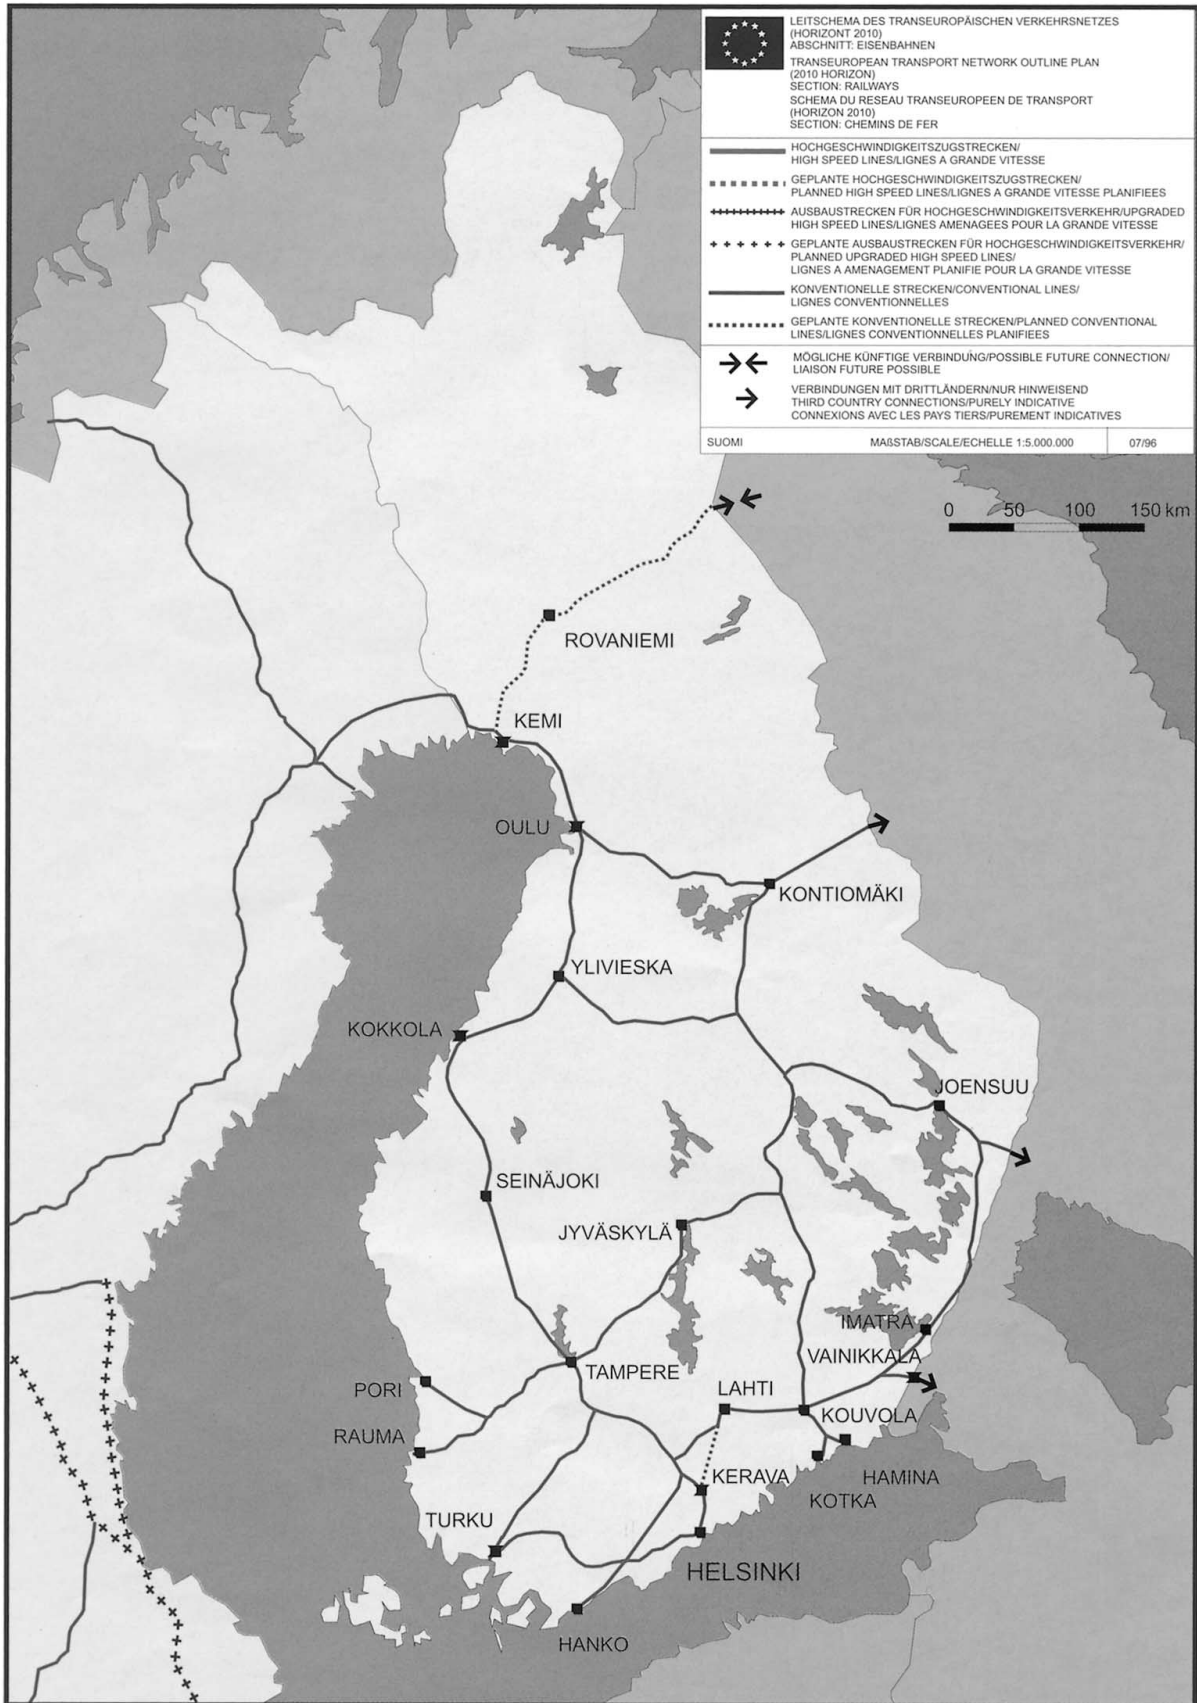 LEITSCHEMA DES TRANSEUROPÄISCHEN VERKEHRSNETZES
(HORIZONT 2010)
ABSCHNITT: EISENBAHNEN
TRANSEUROPEAN TRANSPORT NETWORK OUTLINE PLAN
(2010 HORIZON)
SECTION: RAILWAYS
SCHEMA DU RESEAU TRANSEUROPEEN DE TRANSPORT
(HORIZON 2010)
SECTION: CHEMINS DE FER
HOCHGESCHWINDIGKEITSZUGSTRECKEN/
HIGH SPEED LINES/LIGNES A GRANDE VITESSE
GEPLANTE HOCHGESCHWINDIGKEITSZUGSTRECKEN/
PLANNED HIGH SPEED LINES/LIGNES A GRANDE VITESSE PLANIFIEES
AUSBAUSTRECKEN FÜR HOCHGESCHWINDIGKEITSVERKEHR/UPGRADED
HIGH SPEED LINES/LIGNES AMENAGEES POUR LA GRANDE VITESSE
GEPLANTE AUSBAUSTRECKEN FÜR HOCHGESCHWINDIGKEITSVERKEHR/
PLANNED UPGRADED HIGH SPEED LINES/
LIGNES A AMENAGEMENT PLANIFIE POUR LA GRANDE VITESSE
KONVENTIONELLE STRECKEN/CONVENTIONAL LINES/
LIGNES CONVENTIONNELLES
GEPLANTE KONVENTIONELLE STRECKEN/PLANNED CONVENTIONAL
LINES/LIGNES CONVENTIONNELLES PLANIFIEES
MÖGLICHE KÜNFTIGE VERBINDUNG/POSSIBLE FUTURE CONNECTION/
LIAISON FUTURE POSSIBLE
VERBINDUNGEN MIT DRITTLÄNDERN/NUR HINWEISEND
THIRD COUNTRY CONNECTIONS/PURELY INDICATIVE
CONNEXIONS AVEC LES PAYS TIERS/PUREMENT INDICATIVES
SUOMI MAßSTAB/SCALE/ECHELLE 1:5.000.000 07/96
0 50 100 150 km
ROVANIEMI
KEMI
OULU
KONTIOMÄKI
YLIVIESKA
KOKKOLA
JOENSUU
SEINÄJOKI
JYVÄSKYLÄ
IMATRA
VAINIKKALA
TAMPERE
PORI
LAHTI
KOUVOLA
RAUMA
KERAVA
HAMINA
KOTKA
TURKU
HELSINKI
HANKO